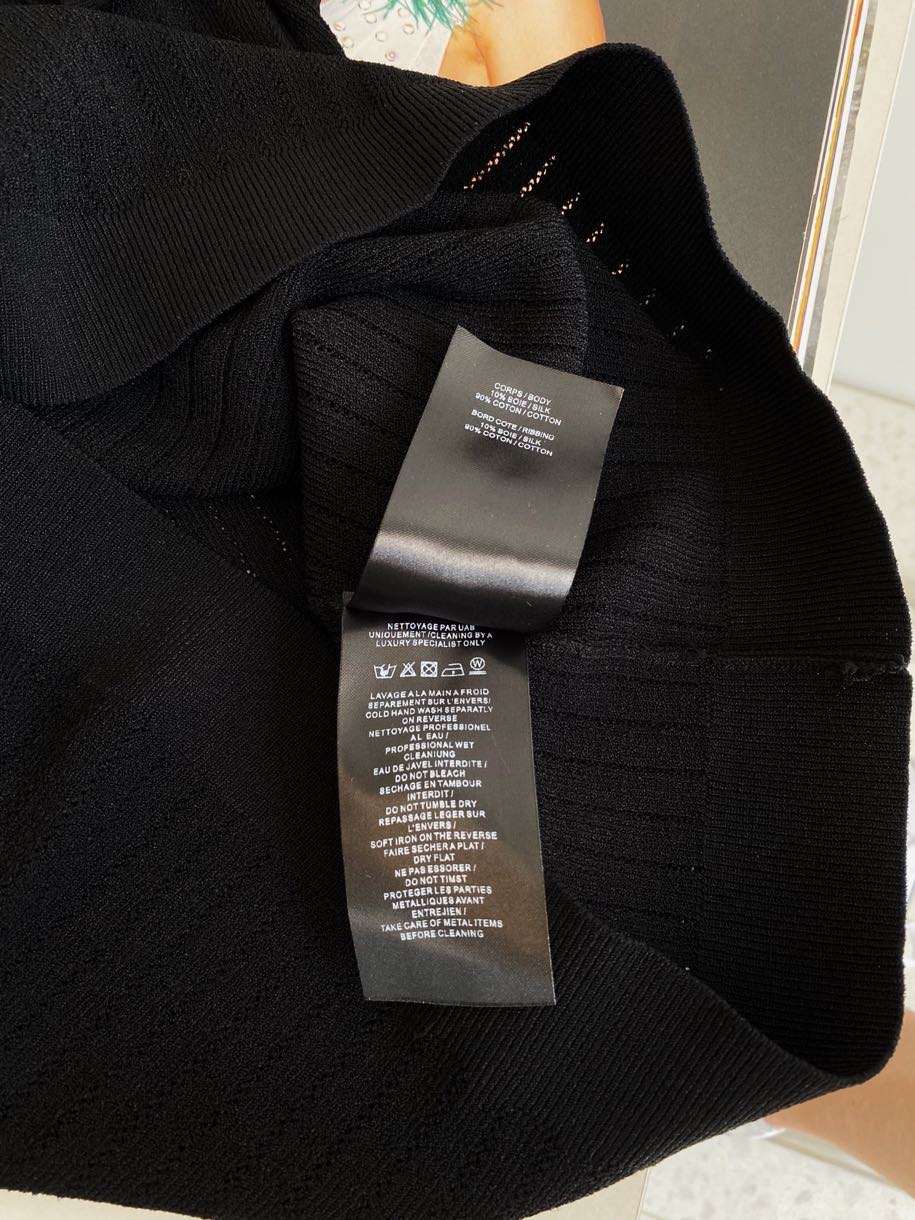 CORPS / BODY
10% SOIE / SILK
90% COTON / COTTON
BORD COTE / RIBBING
10% SOIE / SILK
90% COTON / COTTON
NETTOYAGE PAR UAB
UNIQUEMENT/CLEANING BY A
LUXURY SPECIALIST ONLY
W
LAVAGE A LA MAIN A FROID
SEPAREMENT SUR L'ENVERS/
COLD HAND WASH SEPARATLY
ON REVERSE
NETTOYAGE PROFESSIONEL
AL EAU /
PROFESSIONAL WET
CLEANIUNG
EAU DE JAVEL INTERDITE /
DO NOT BLEACH
SECHAGE EN TAMBOUR
INTERDIT /
DO NOT TUMBLE DRY
REPASSAGE LEGER SUR
L'ENVERS /
SOFT IRON ON THE REVERSE
FAIRE SECHER A PLAT /
DRY FLAT
NE PAS ESSORER /
DO NOT TIMST
PROTEGER LES PARTIES
METALLIQUES AVANT
ENTREJIEN /
TAKE CARE OF METAL ITEMS
BEFORE CLEANING